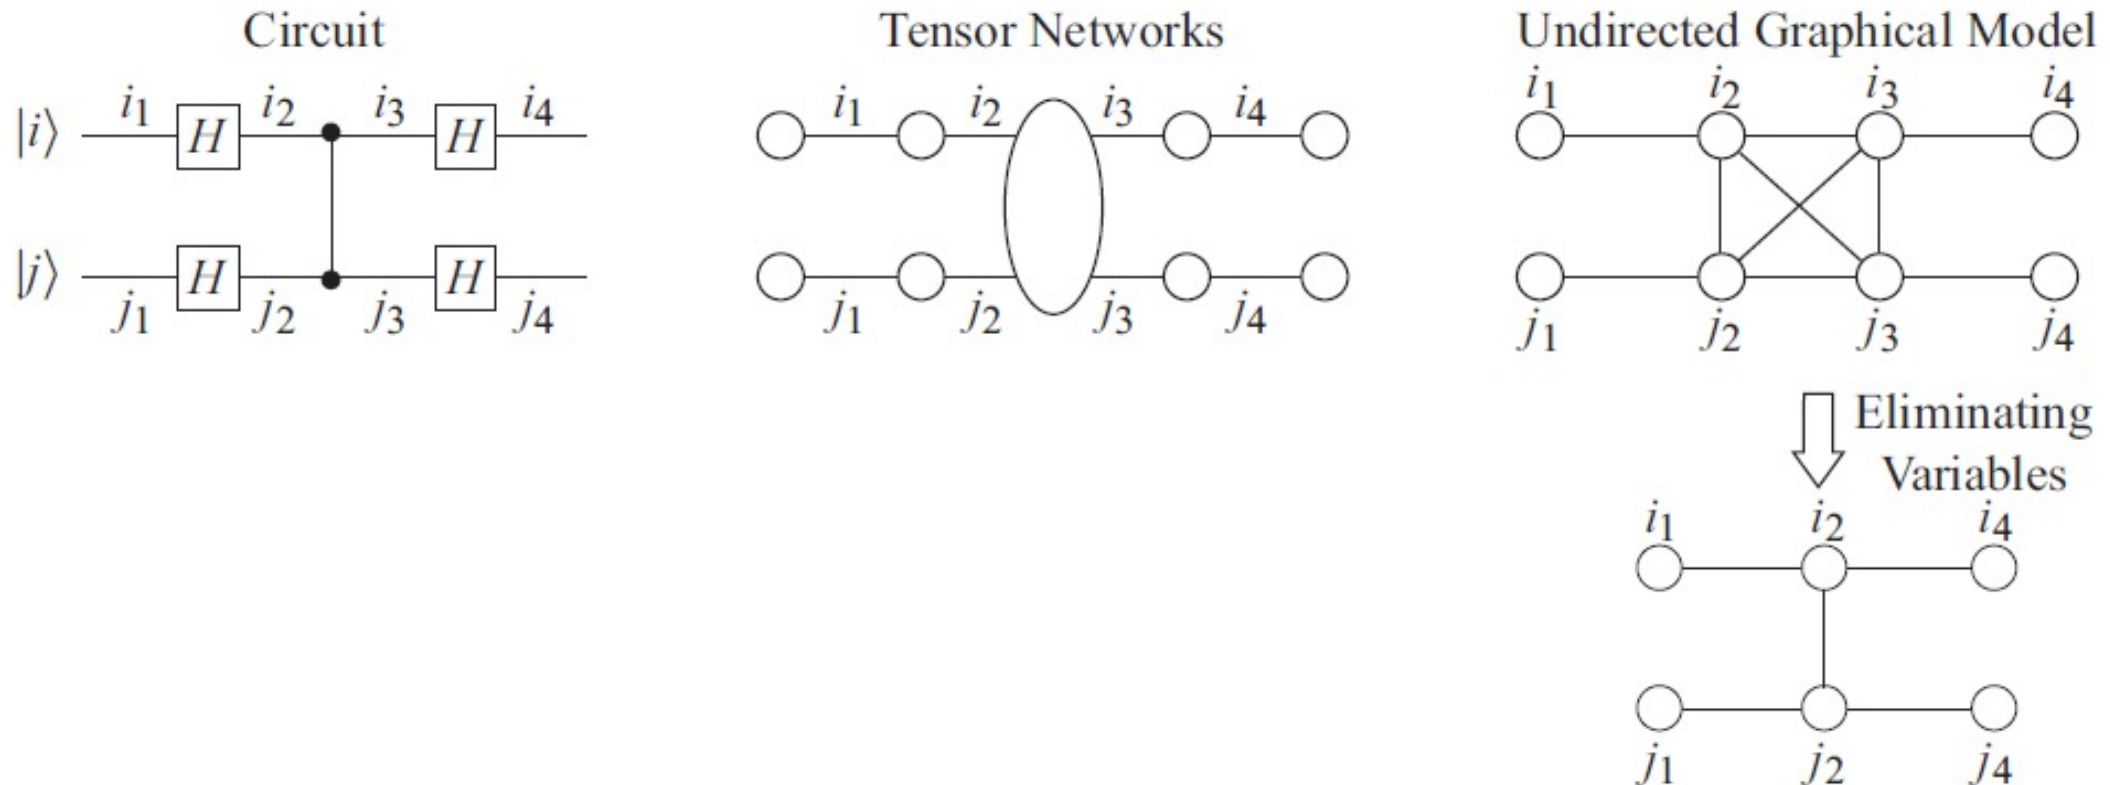 Circuit
|i⟩ i1 H i2 i3 H i4
|j⟩ j1 H j2 j3 H j4
Tensor Networks
i1 i2 i3 i4
j1 j2 j3 j4
Undirected Graphical Model
i1 i2 i3 i4
j1 j2 j3 j4
Eliminating
Variables
i1 i2 i4
j1 j2 j4